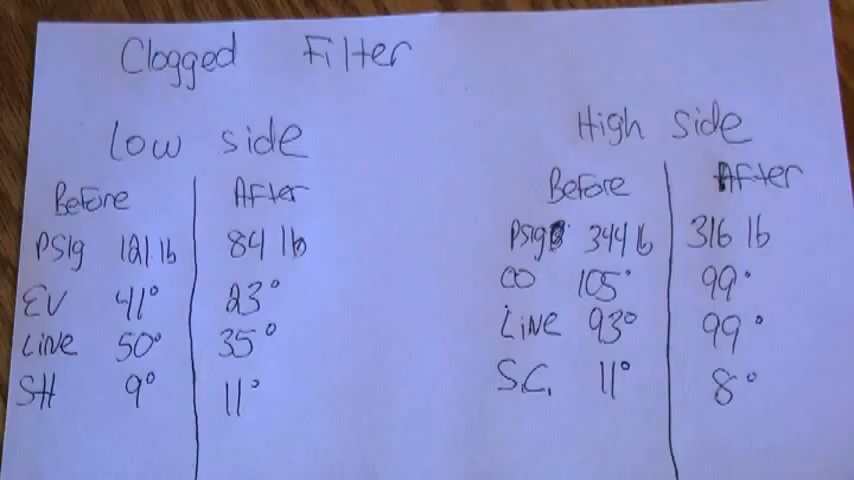 Clogged Filter
Low side
Before After
PSIg 121 lb 84 lb
EV 41° 23°
Line 50° 35°
SH 9° 11°
High side
Before After
PSIg 344 lb 316 lb
CO 105° 99°
Line 93° 99°
S.C. 11° 8°